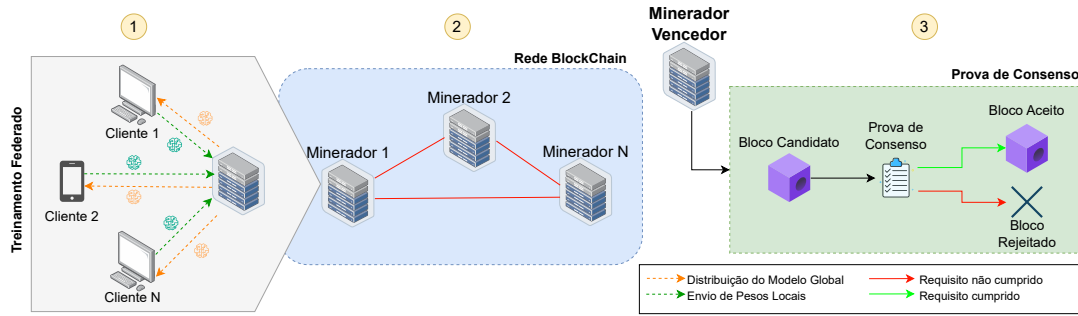 1
2
3
Treinamento Federado
Cliente 1
Cliente 2
Cliente N
Rede BlockChain
Minerador 1
Minerador 2
Minerador N
Minerador
Vencedor
Prova de Consenso
Bloco Candidato
Prova de
Consenso
Bloco Aceito
Bloco
Rejeitado
Distribuição do Modelo Global
Envio de Pesos Locais
Requisito não cumprido
Requisito cumprido